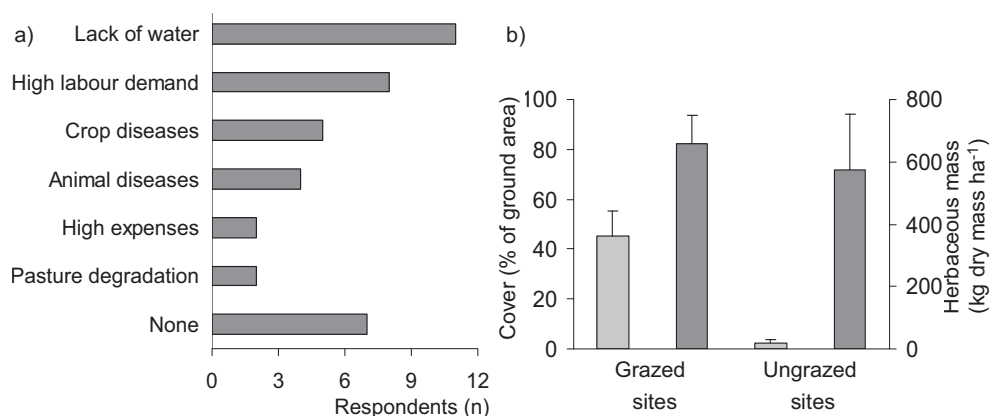 a)
Lack of water
High labour demand
Crop diseases
Animal diseases
High expenses
Pasture degradation
None
0 3 6 9 12
Respondents (n)
b)
Cover (% of ground area)
100
80
60
40
20
0
800
600
400
200
0
Herbaceous mass
(kg dry mass ha⁻¹)
Grazed
sites
Ungrazed
sites